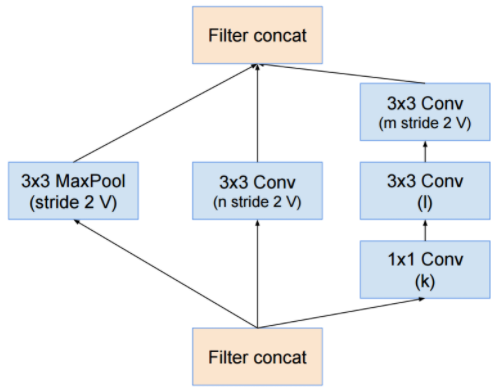 Filter concat
3x3 Conv
(m stride 2 V)
3x3 MaxPool
(stride 2 V)
3x3 Conv
(n stride 2 V)
3x3 Conv
(l)
1x1 Conv
(k)
Filter concat